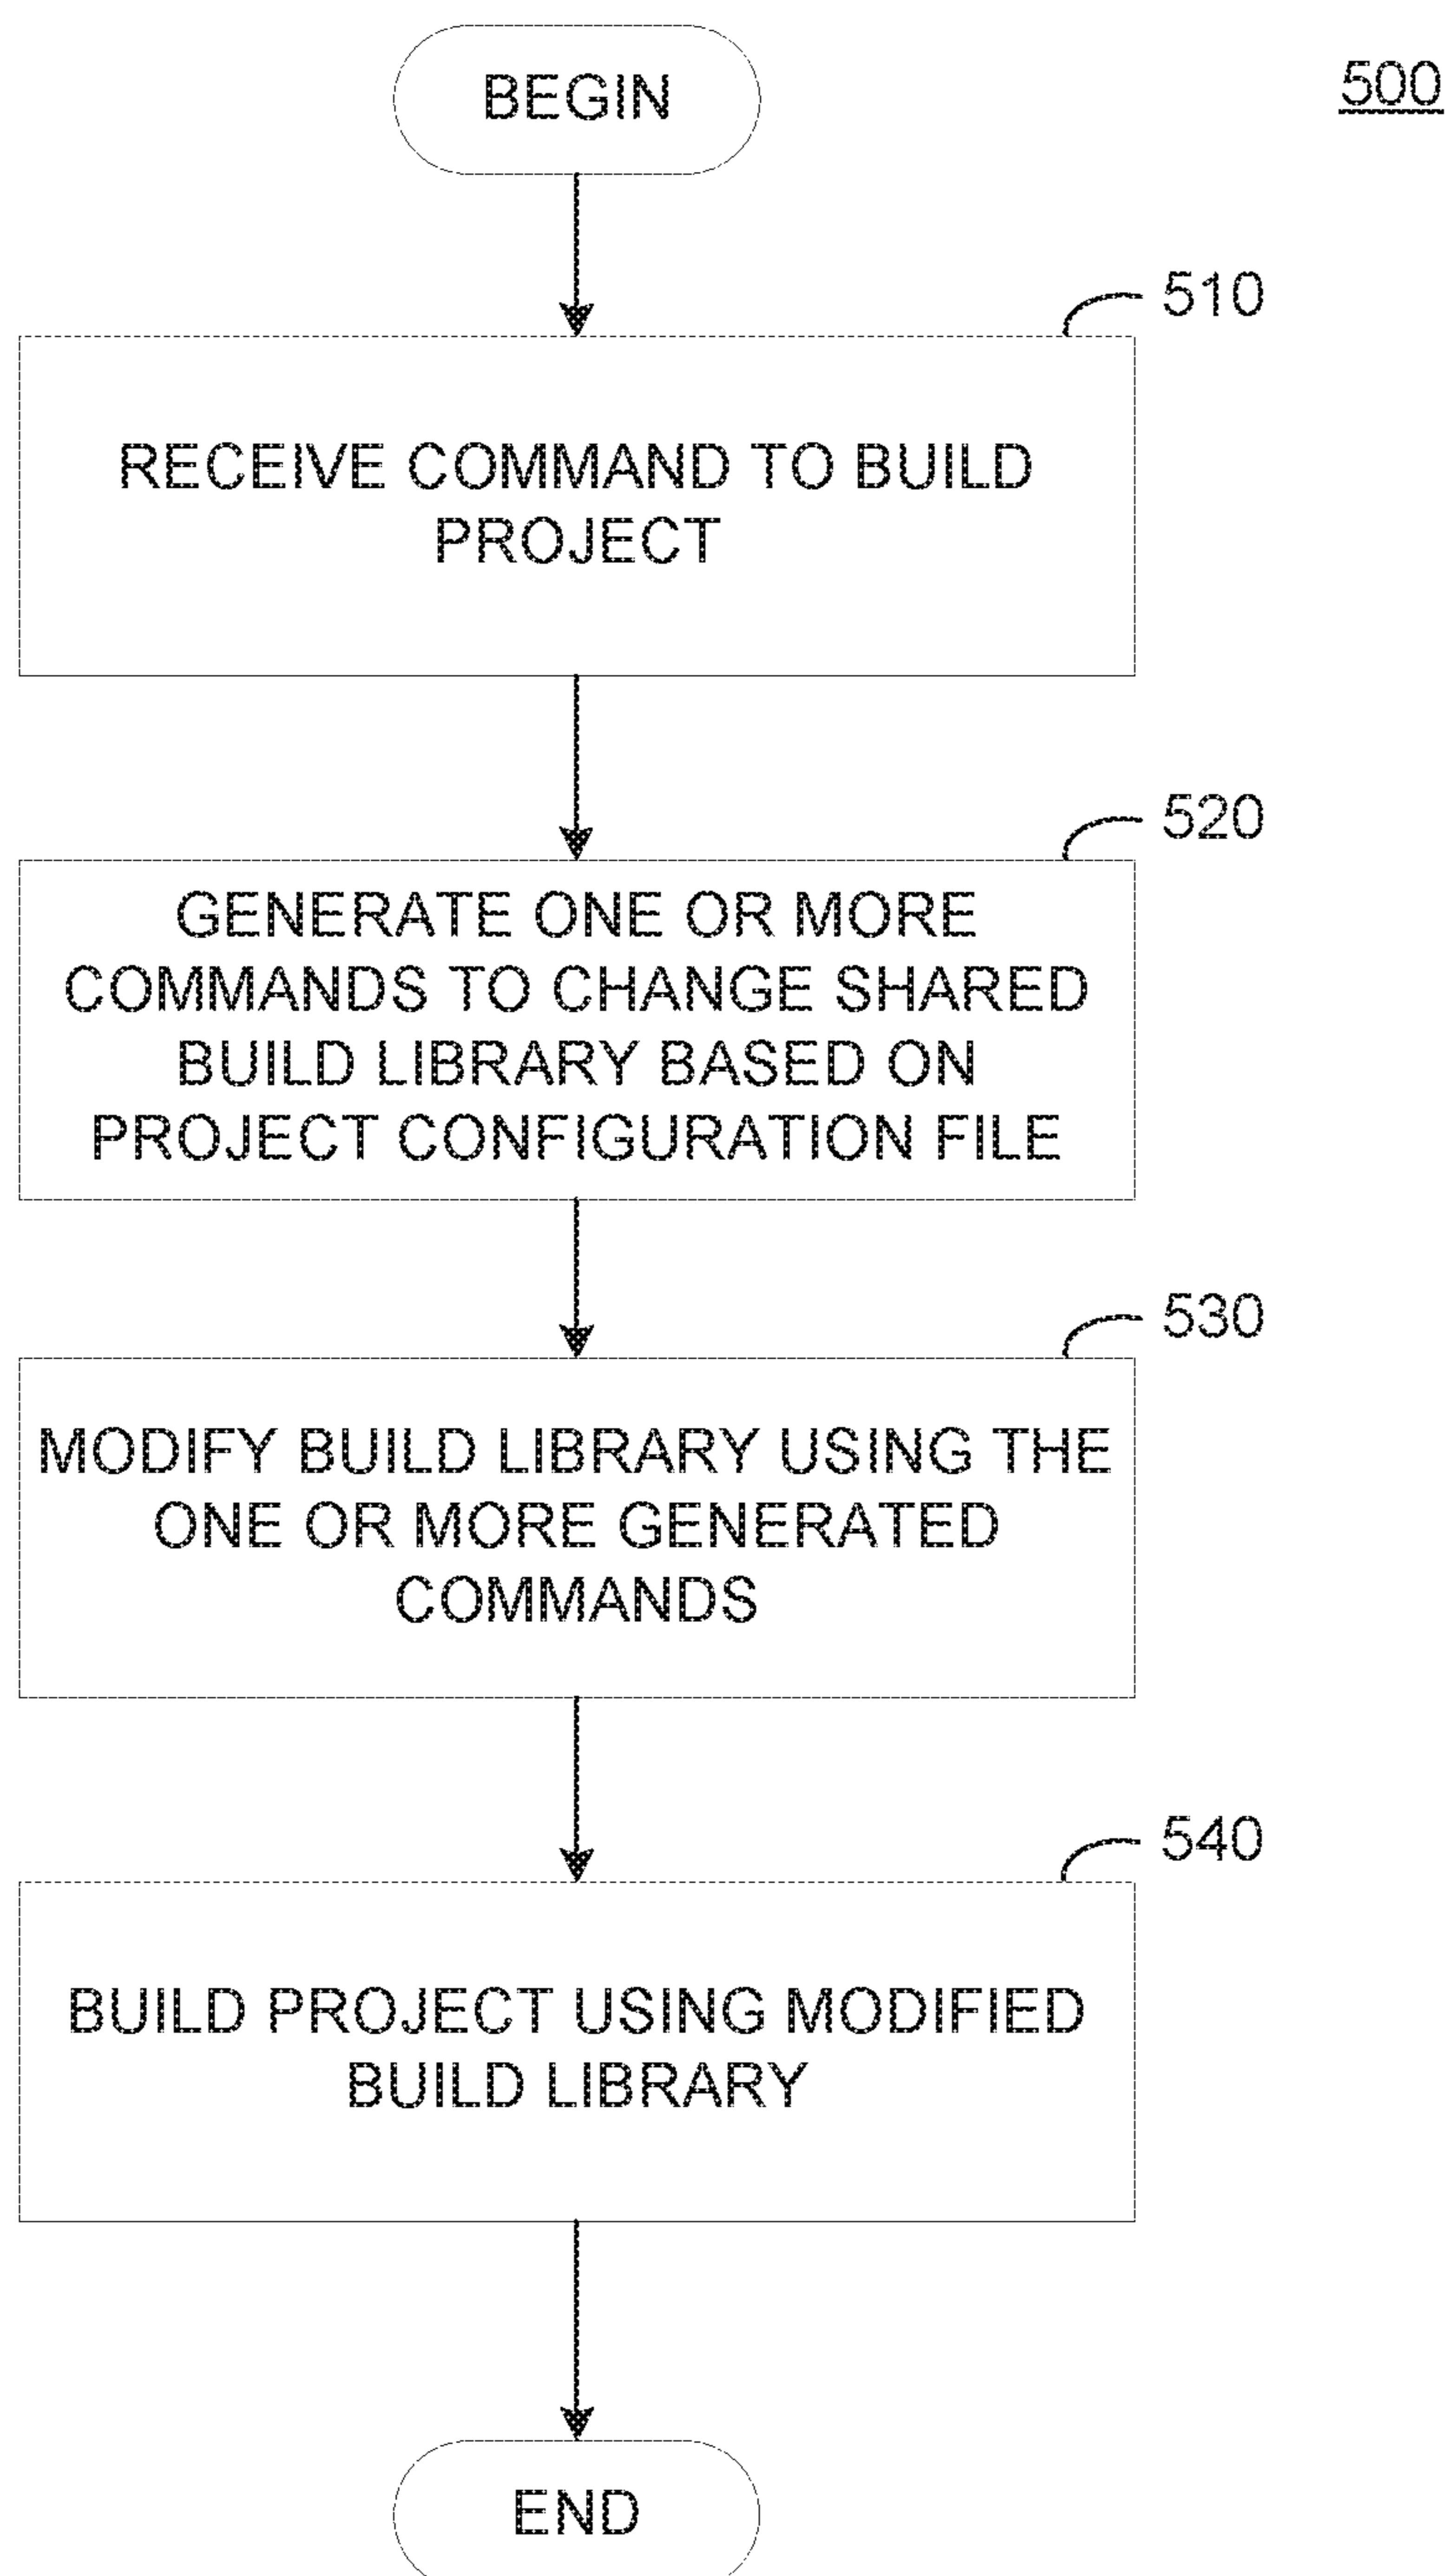 BEGIN
500
510
RECEIVE COMMAND TO BUILD
PROJECT
520
GENERATE ONE OR MORE
COMMANDS TO CHANGE SHARED
BUILD LIBRARY BASED ON
PROJECT CONFIGURATION FILE
530
MODIFY BUILD LIBRARY USING THE
ONE OR MORE GENERATED
COMMANDS
540
BUILD PROJECT USING MODIFIED
BUILD LIBRARY
END